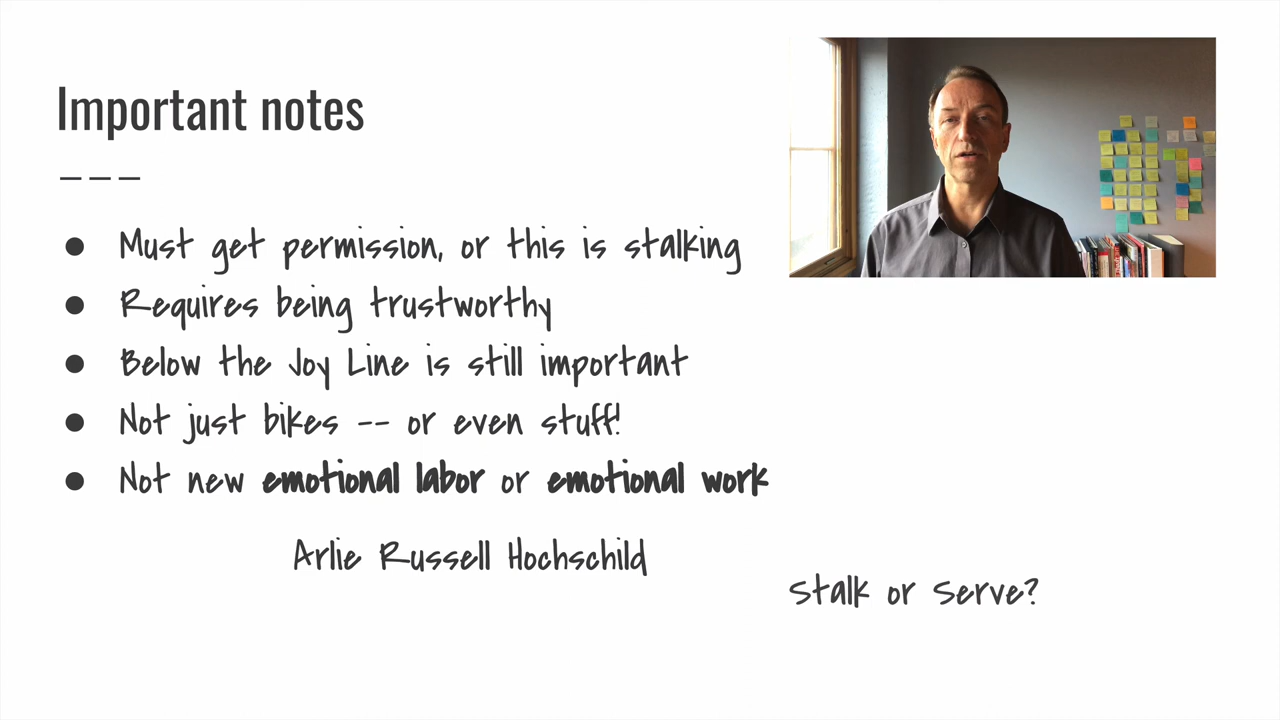 Important notes
● Must get permission, or this is stalking
● Requires being trustworthy
● Below the Joy Line is still important
● Not just bikes -- or even stuff!
● Not new emotional labor or emotional work
Arlie Russell Hochschild
Stalk or Serve?